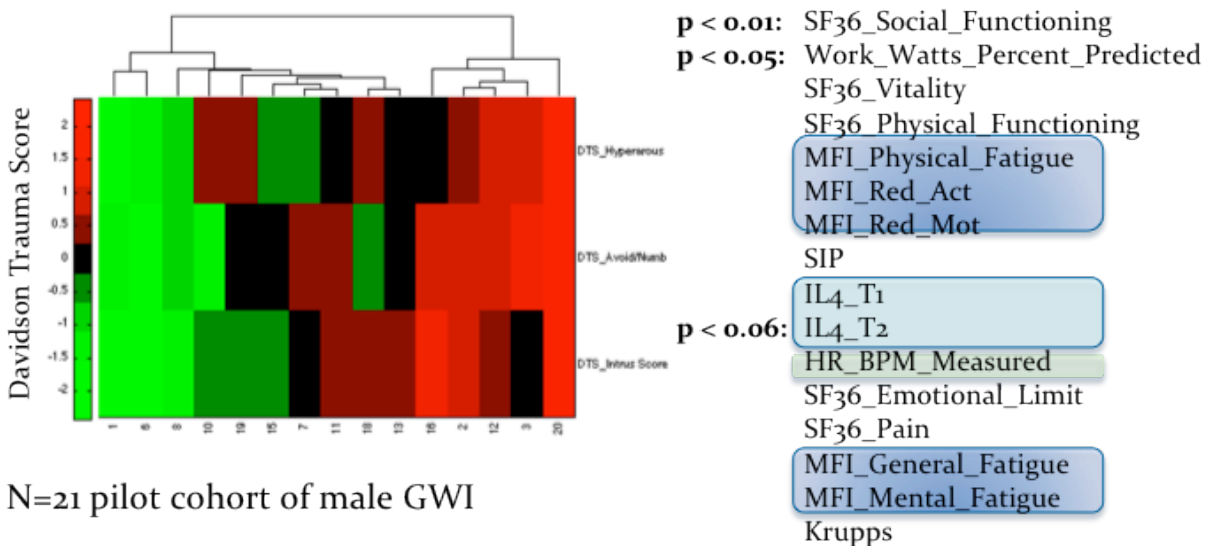 Davidson Trauma Score
2
1.5
1
0.5
0
-0.5
-1
-1.5
-2
DTS_Hyperarous
DTS_Avoid/Numb
DTS_Intrus Score
1 6 8 10 19 15 7 11 18 13 16 2 12 3 20
N=21 pilot cohort of male GWI
p < 0.01: SF36_Social_Functioning
p < 0.05: Work_Watts_Percent_Predicted
SF36_Vitality
SF36_Physical_Functioning
MFI_Physical_Fatigue
MFI_Red_Act
MFI_Red_Mot
SIP
IL4_T1
p < 0.06: IL4_T2
HR_BPM_Measured
SF36_Emotional_Limit
SF36_Pain
MFI_General_Fatigue
MFI_Mental_Fatigue
Krupps